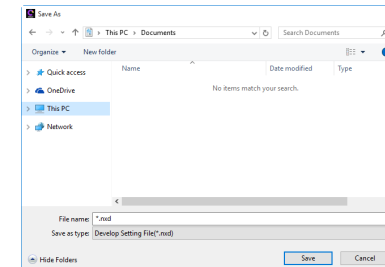 Save As
This PC > Documents
Search Documents
Organize
New folder
Name
Date modified
Type
Quick access
OneDrive
This PC
Network
No items match your search.
File name: *.nxd
Save as type: Develop Setting File(*.nxd)
Hide Folders
Save
Cancel